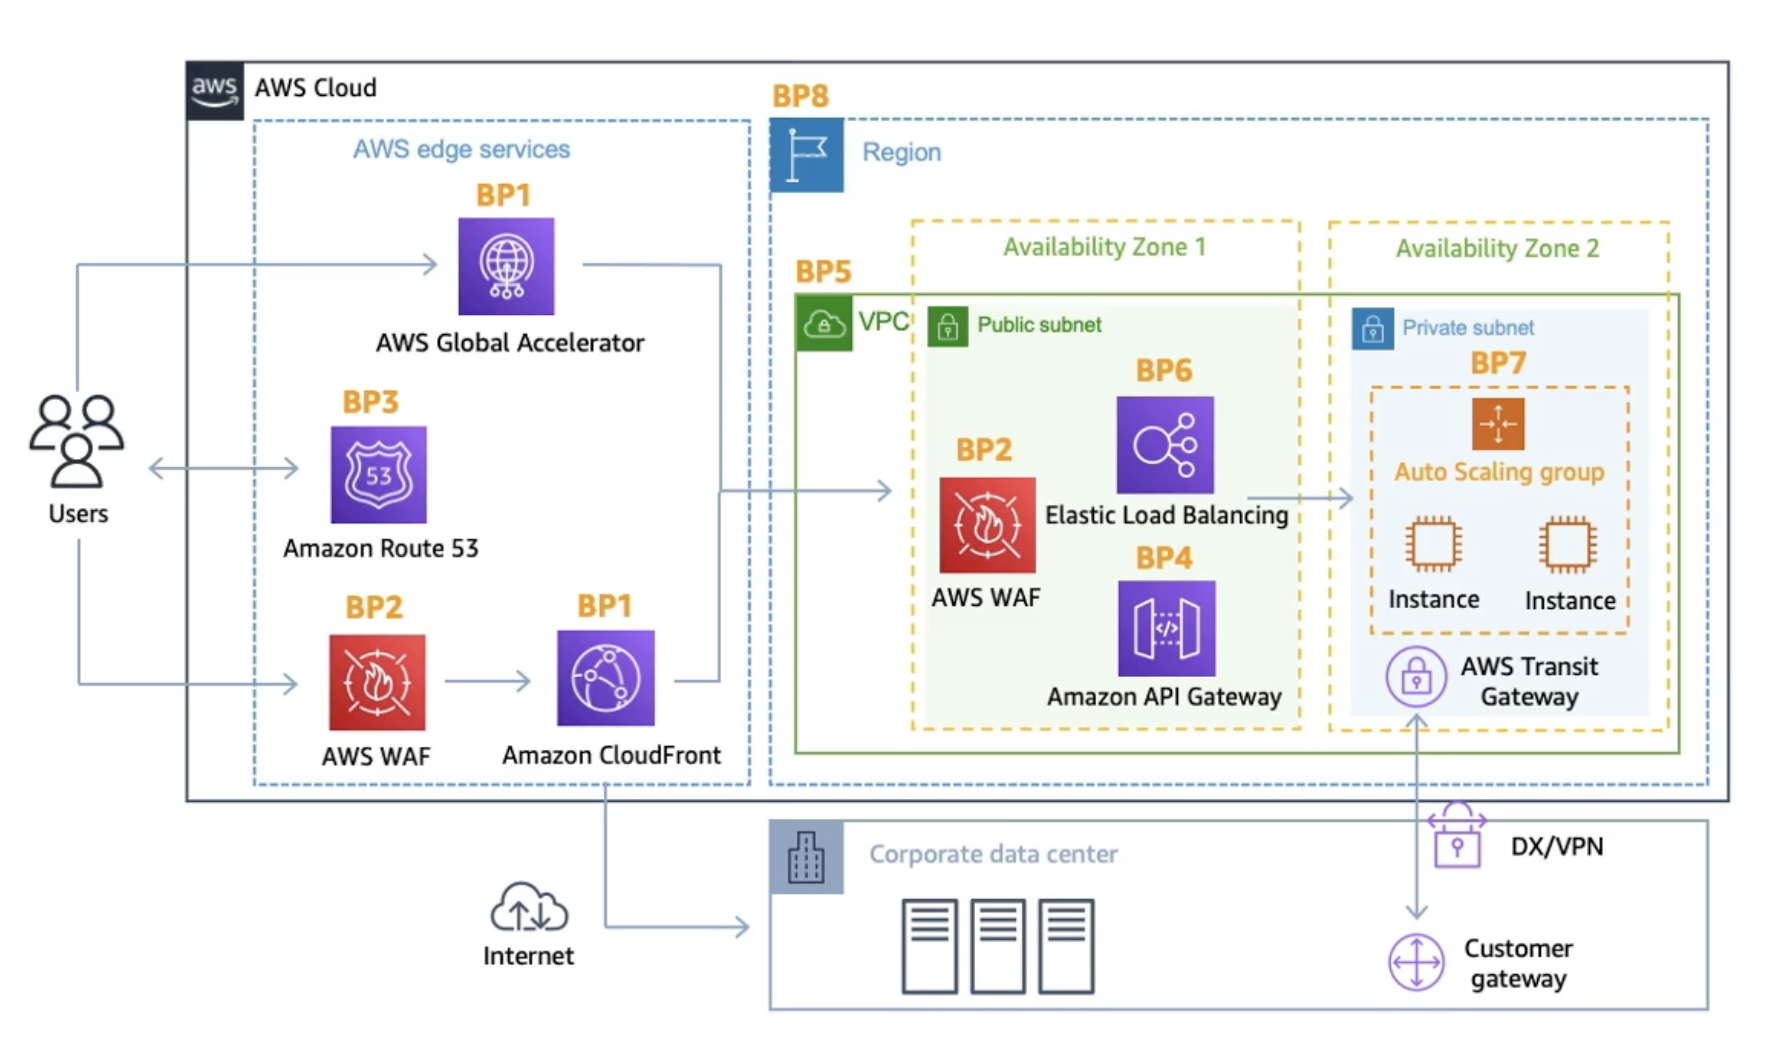 aws
AWS Cloud
BP8
AWS edge services
Region
BP1
AWS Global Accelerator
Availability Zone 1
Availability Zone 2
BP5
VPC
Public subnet
Private subnet
BP6
BP7
Elastic Load Balancing
Auto Scaling group
BP3
53
Amazon Route 53
Users
BP2
AWS WAF
BP4
</>
Amazon API Gateway
Instance
Instance
BP2
AWS WAF
BP1
Amazon CloudFront
AWS Transit
Gateway
Corporate data center
DX/VPN
Internet
Customer
gateway